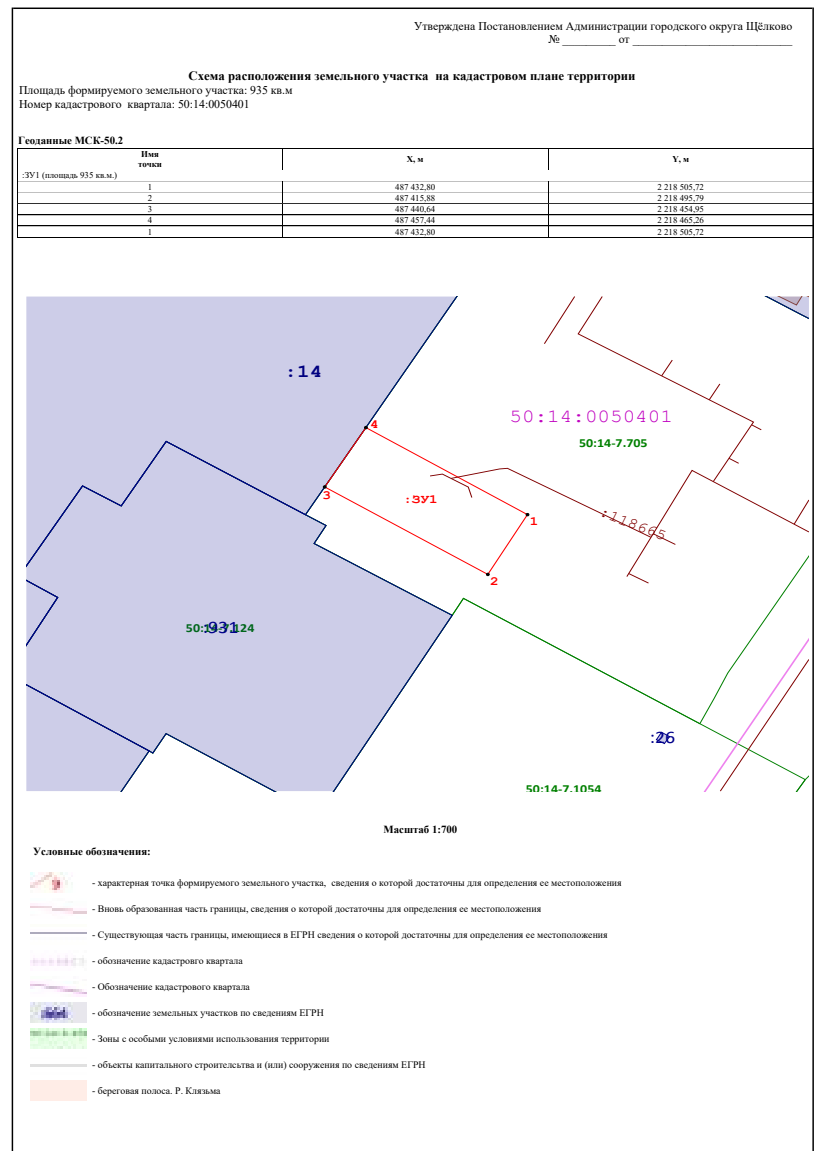 Утверждена Постановлением Администрации городского округа Щёлково
№ _________ от ___________________________
Схема расположения земельного участка на кадастровом плане территории
Площадь формируемого земельного участка: 935 кв.м
Номер кадастрового квартала: 50:14:0050401
Геоданные МСК-50.2
Имя точки X, м Y, м
:ЗУ1 (площадь 935 кв.м.)
1 487 432,80 2 218 505,72
2 487 415,88 2 218 495,79
3 487 440,64 2 218 454,95
4 487 457,44 2 218 465,26
1 487 432,80 2 218 505,72
:14
50:14:0050401
4
50:14-7.705
3
:ЗУ1
1
:118665
2
50:14-7.124
:931
:26
50:14-7.1054
Масштаб 1:700
Условные обозначения:
- характерная точка формируемого земельного участка, сведения о которой достаточны для определения ее местоположения
- Вновь образованная часть границы, сведения о которой достаточны для определения ее местоположения
- Существующая часть границы, имеющиеся в ЕГРН сведения о которой достаточны для определения ее местоположения
- обозначение кадастрвго квартала
- Обозначение кадастрового квартала
- обозначение земельных участков по сведениям ЕГРН
- Зоны с особыми условиями использования территории
- объекты капитального строителсьтва и (или) сооружения по сведениям ЕГРН
- береговая полоса. Р. Клязьма